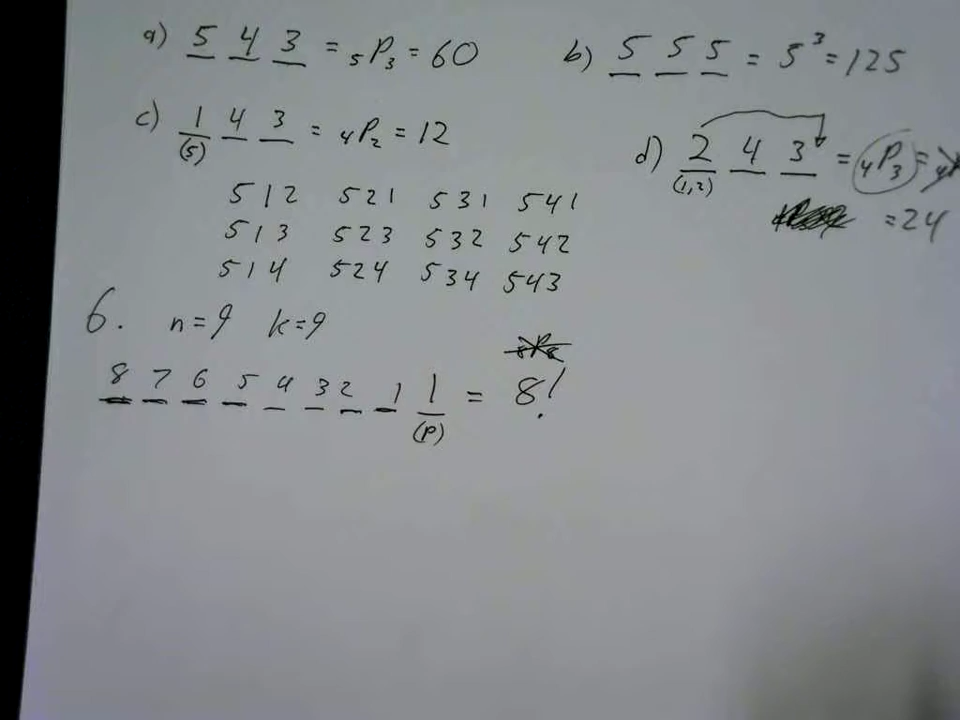 a) 5 4 3 = ₅P₃ = 60
b) 5 5 5 = 5³ = 125
c) 1 4 3 = ₄P₂ = 12
(5)
d) 2 4 3 = ₄P₃ =
(1,2)
= 24
512 521 531 541
513 523 532 542
514 524 534 543
6. n=9 k=9
8 7 6 5 4 3 2 1 1 = 8!
(P)